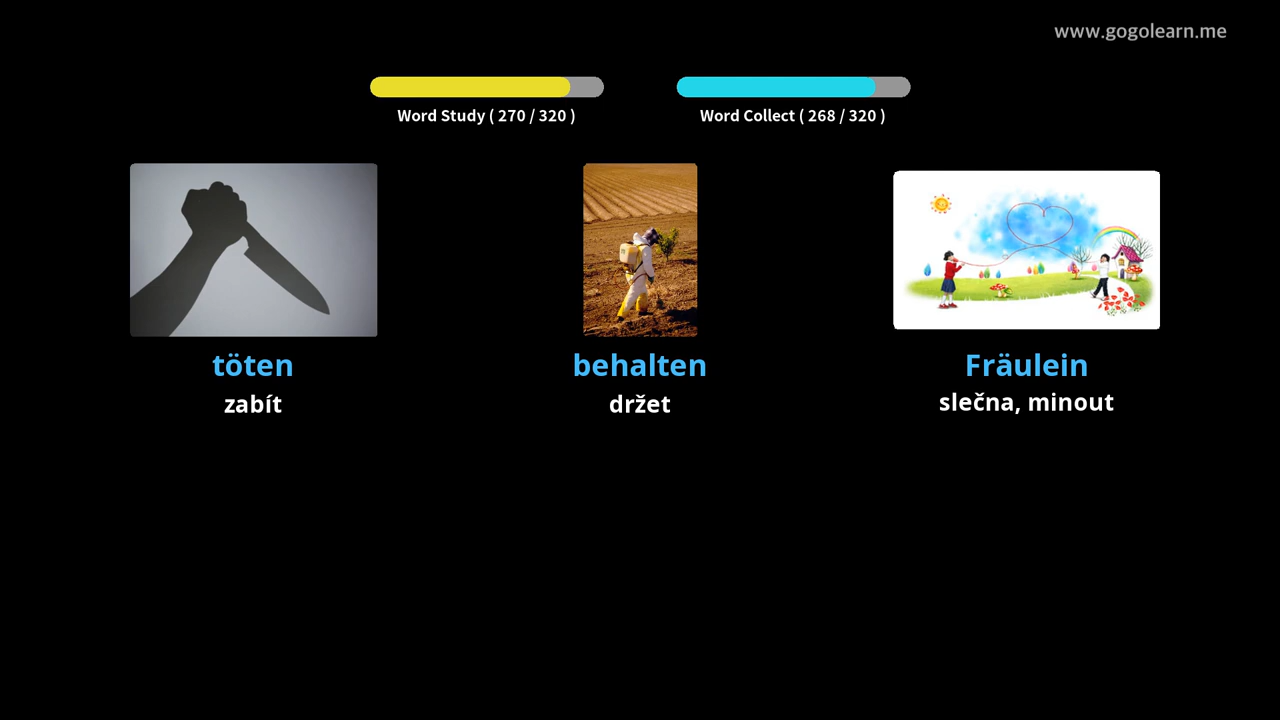 www.gogolearn.me
Word Study ( 270 / 320 )
Word Collect ( 268 / 320 )
töten
zabít
behalten
držet
Fräulein
slečna, minout